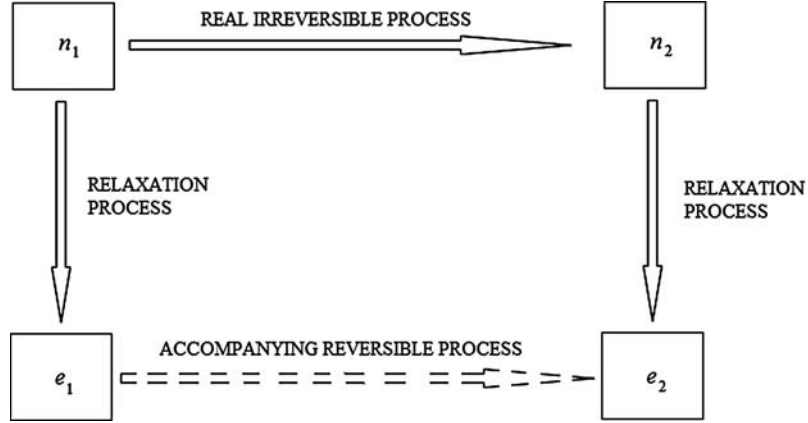 REAL IRREVERSIBLE PROCESS
n1
n2
RELAXATION
PROCESS
RELAXATION
PROCESS
ACCOMPANYING REVERSIBLE PROCESS
e1
e2